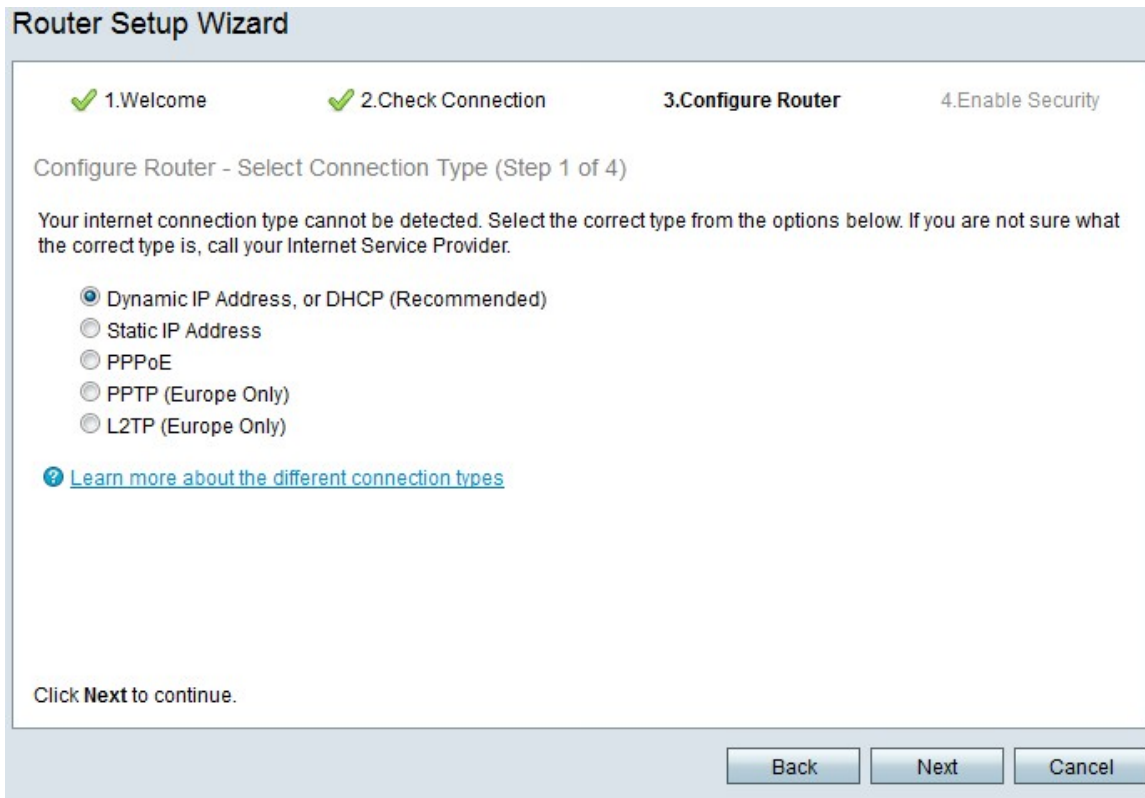 Router Setup Wizard
1.Welcome
2.Check Connection
3.Configure Router
4.Enable Security
Configure Router - Select Connection Type (Step 1 of 4)
Your internet connection type cannot be detected. Select the correct type from the options below. If you are not sure what
the correct type is, call your Internet Service Provider.
Dynamic IP Address, or DHCP (Recommended)
Static IP Address
PPPoE
PPTP (Europe Only)
L2TP (Europe Only)
? Learn more about the different connection types
Click Next to continue.
Back
Next
Cancel